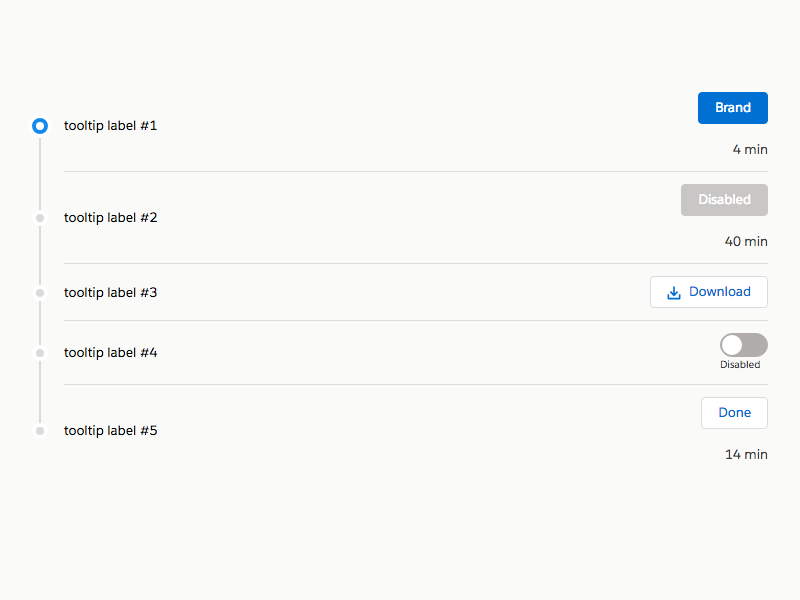 tooltip label #1
Brand
4 min
tooltip label #2
Disabled
40 min
tooltip label #3
Download
tooltip label #4
Disabled
tooltip label #5
Done
14 min